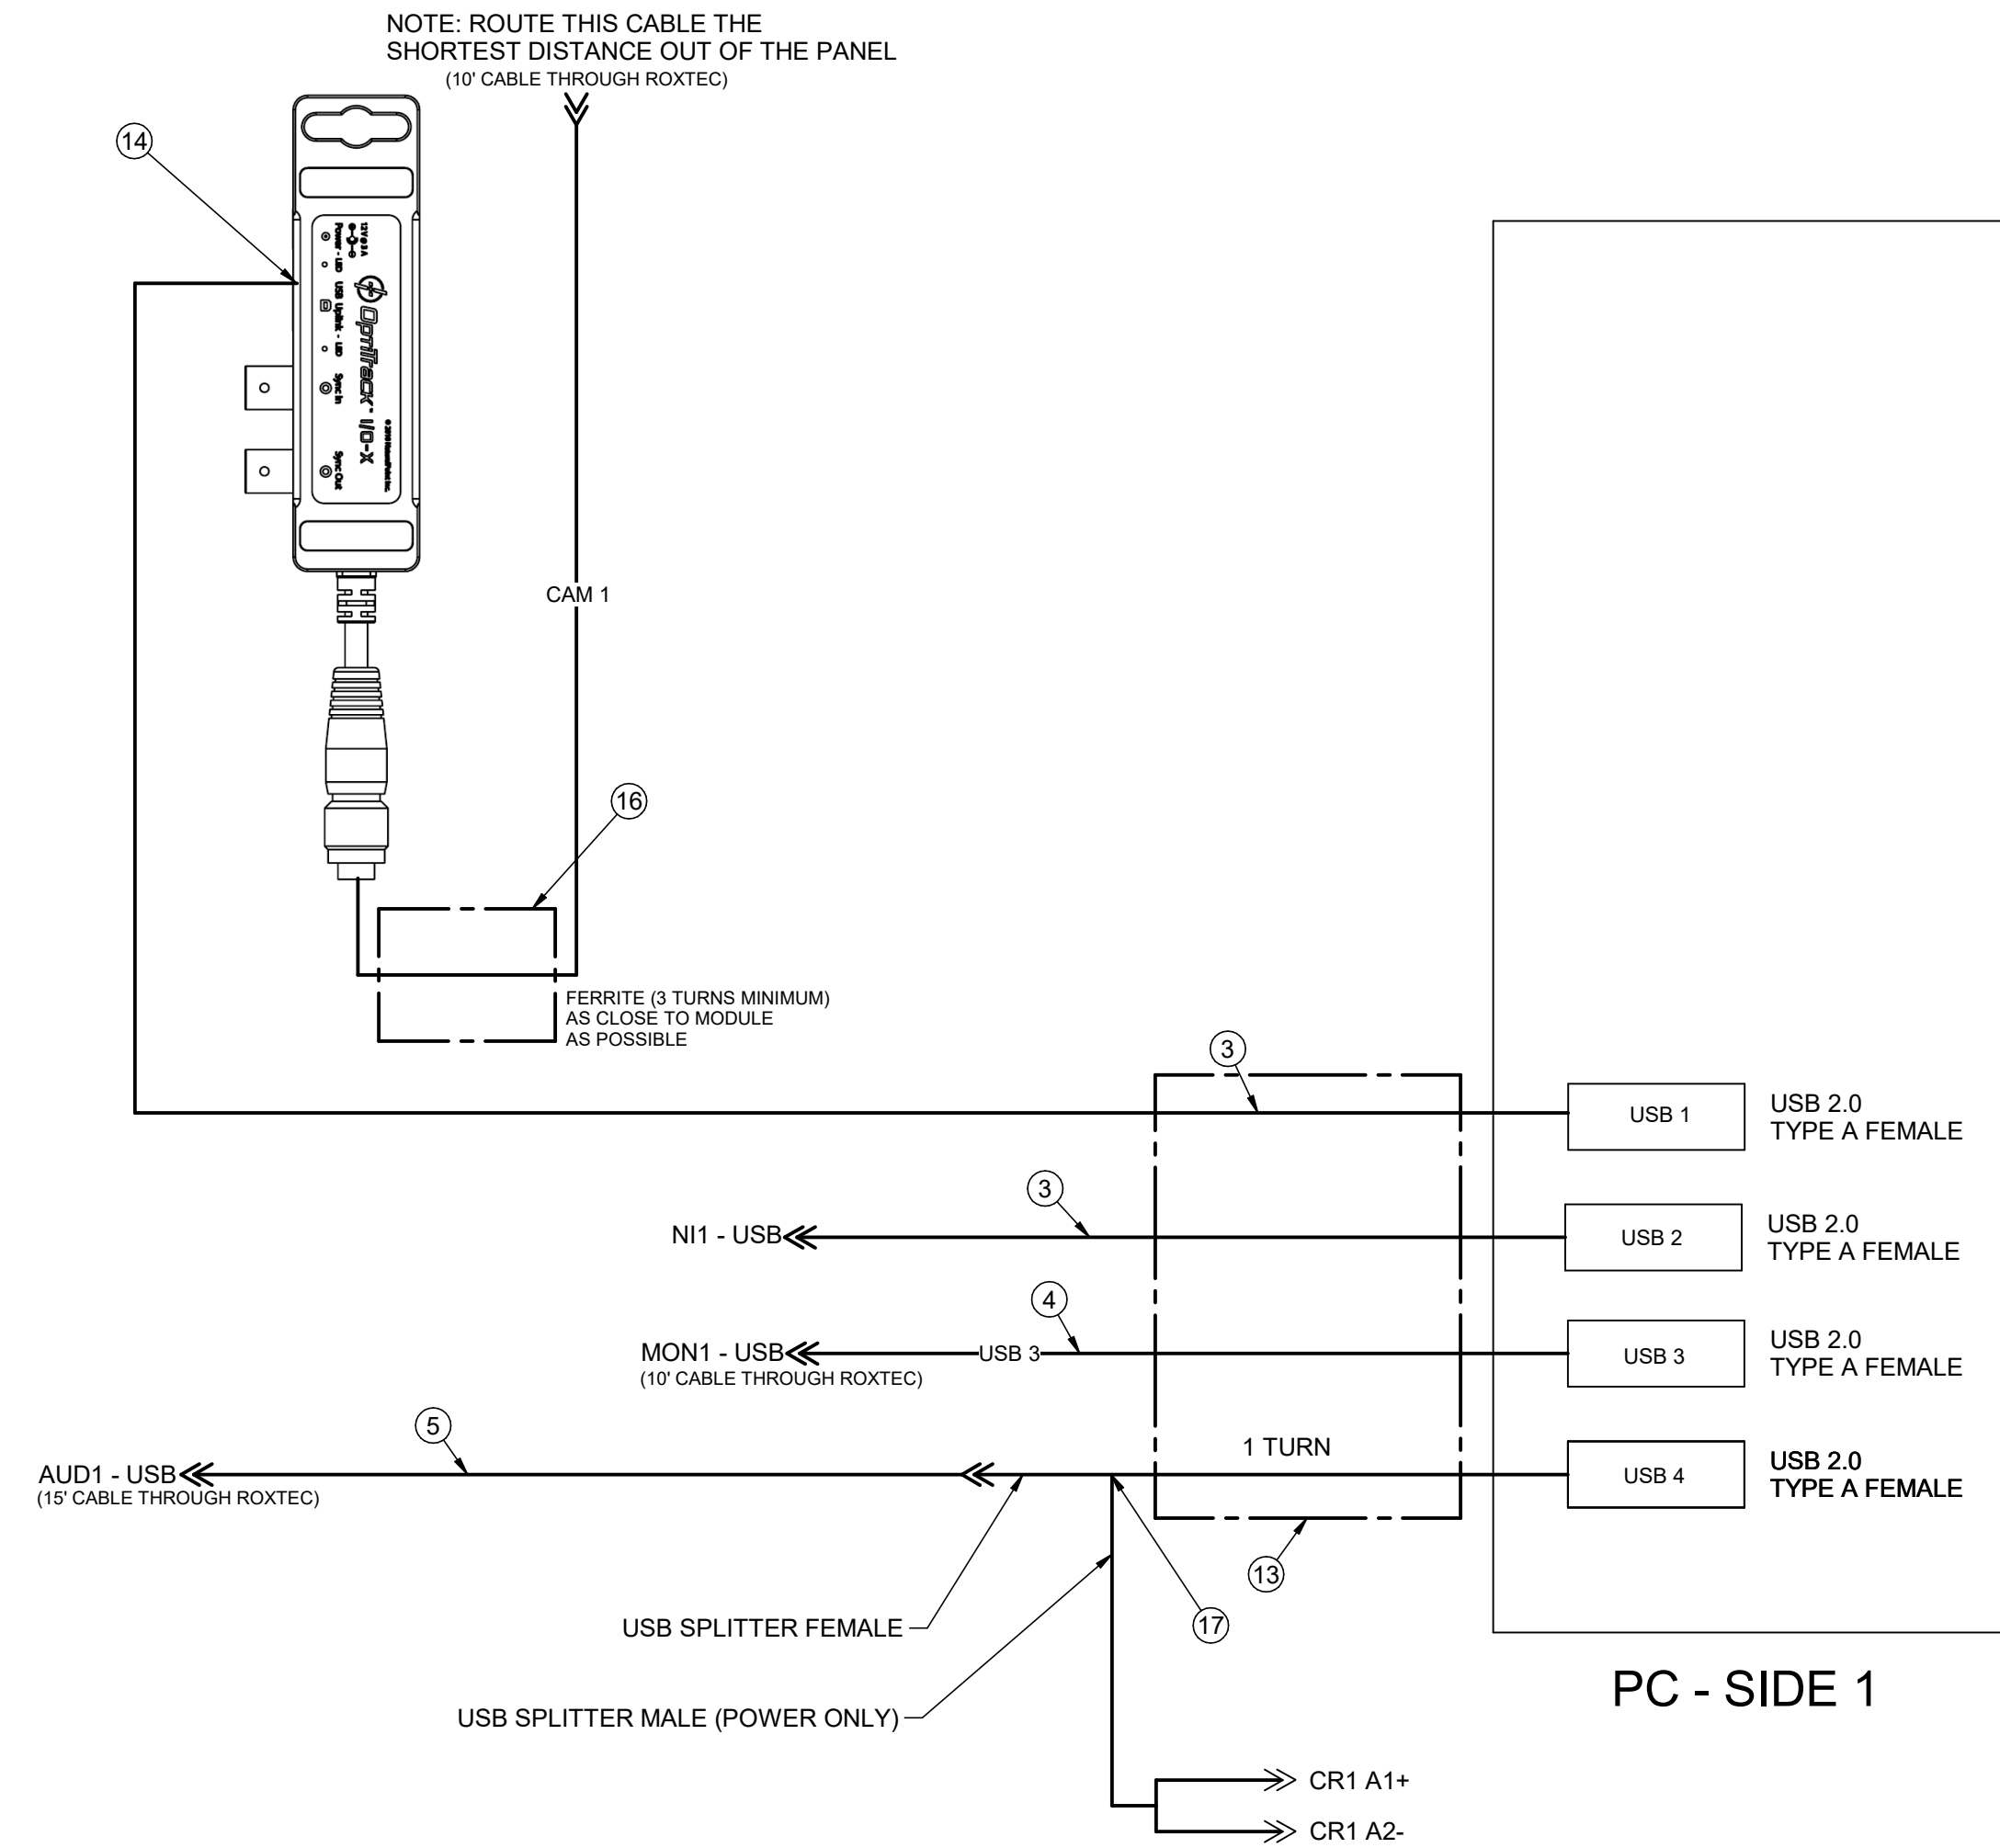 NOTE: ROUTE THIS CABLE THE
SHORTEST DISTANCE OUT OF THE PANEL
(10' CABLE THROUGH ROXTEC)
14
12V⎓3A
Power - LED
USB Uplink - LED
Sync In
Sync Out
OptiTrack™ I/O-X
CAM 1
16
FERRITE (3 TURNS MINIMUM)
AS CLOSE TO MODULE
AS POSSIBLE
3
USB 1
USB 2.0
TYPE A FEMALE
3
NI1 - USB
USB 2
USB 2.0
TYPE A FEMALE
4
MON1 - USB
(10' CABLE THROUGH ROXTEC)
USB 3
USB 3
USB 2.0
TYPE A FEMALE
5
AUD1 - USB
(15' CABLE THROUGH ROXTEC)
1 TURN
USB 4
USB 2.0
TYPE A FEMALE
13
17
USB SPLITTER FEMALE
USB SPLITTER MALE (POWER ONLY)
PC - SIDE 1
CR1 A1+
CR1 A2-